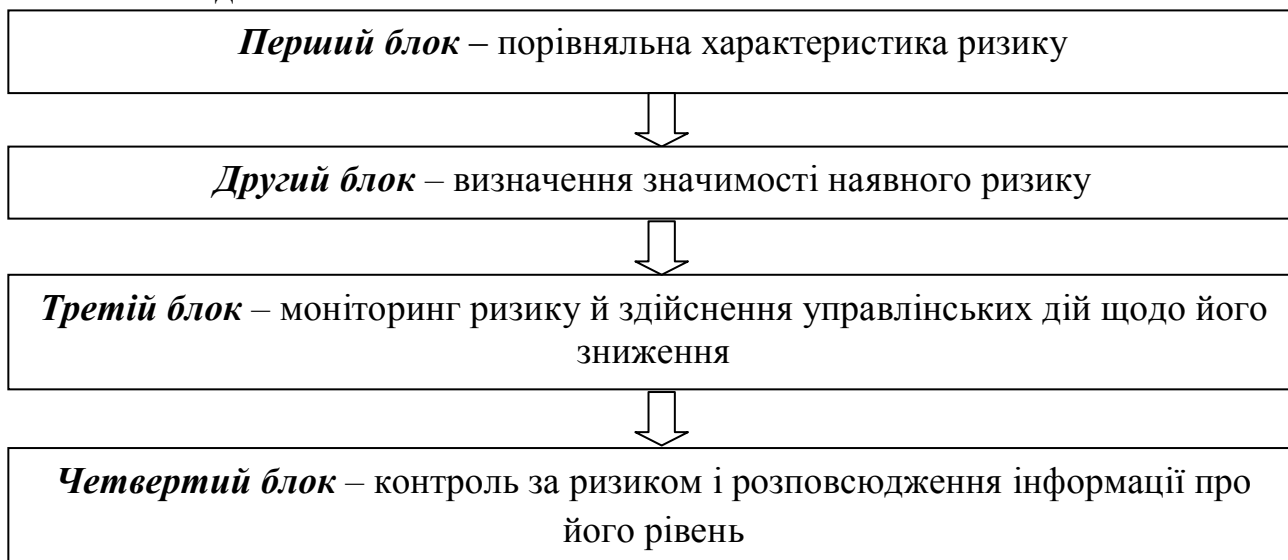 Перший блок – порівняльна характеристика ризику
Другий блок – визначення значимості наявного ризику
Третій блок – моніторинг ризику й здійснення управлінських дій щодо його
зниження
Четвертий блок – контроль за ризиком і розповсюдження інформації про
його рівень